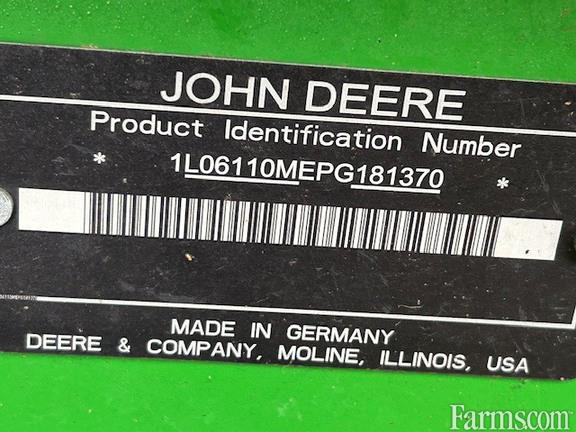 JOHN DEERE
Product Identification Number
* 1L06110MEPG181370 *
MADE IN GERMANY
DEERE & COMPANY, MOLINE, ILLINOIS, USA
Farms.com